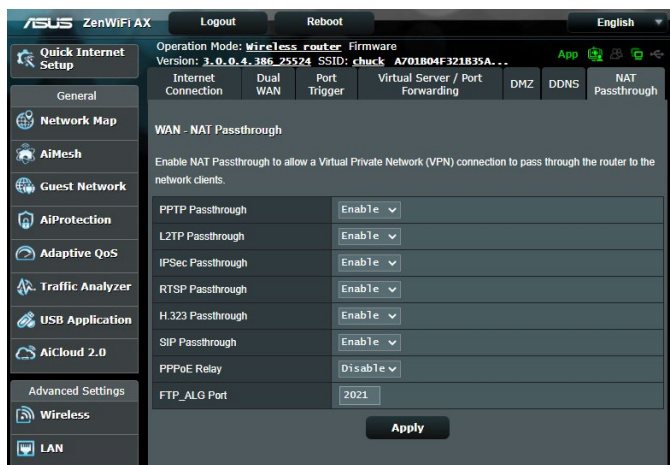 ASUS ZenWiFi AX Logout Reboot English
Quick Internet Setup
General
Network Map
AiMesh
Guest Network
AiProtection
Adaptive QoS
Traffic Analyzer
USB Application
AiCloud 2.0
Advanced Settings
Wireless
LAN
Operation Mode: Wireless router Firmware
Version: 3.0.0.4.386_25524 SSID: chuck A701B04F321B35A...
App
Internet Connection
Dual WAN
Port Trigger
Virtual Server / Port Forwarding
DMZ
DDNS
NAT Passthrough
WAN - NAT Passthrough
Enable NAT Passthrough to allow a Virtual Private Network (VPN) connection to pass through the router to the
network clients.
PPTP Passthrough Enable
L2TP Passthrough Enable
IPSec Passthrough Enable
RTSP Passthrough Enable
H.323 Passthrough Enable
SIP Passthrough Enable
PPPoE Relay Disable
FTP_ALG Port 2021
Apply